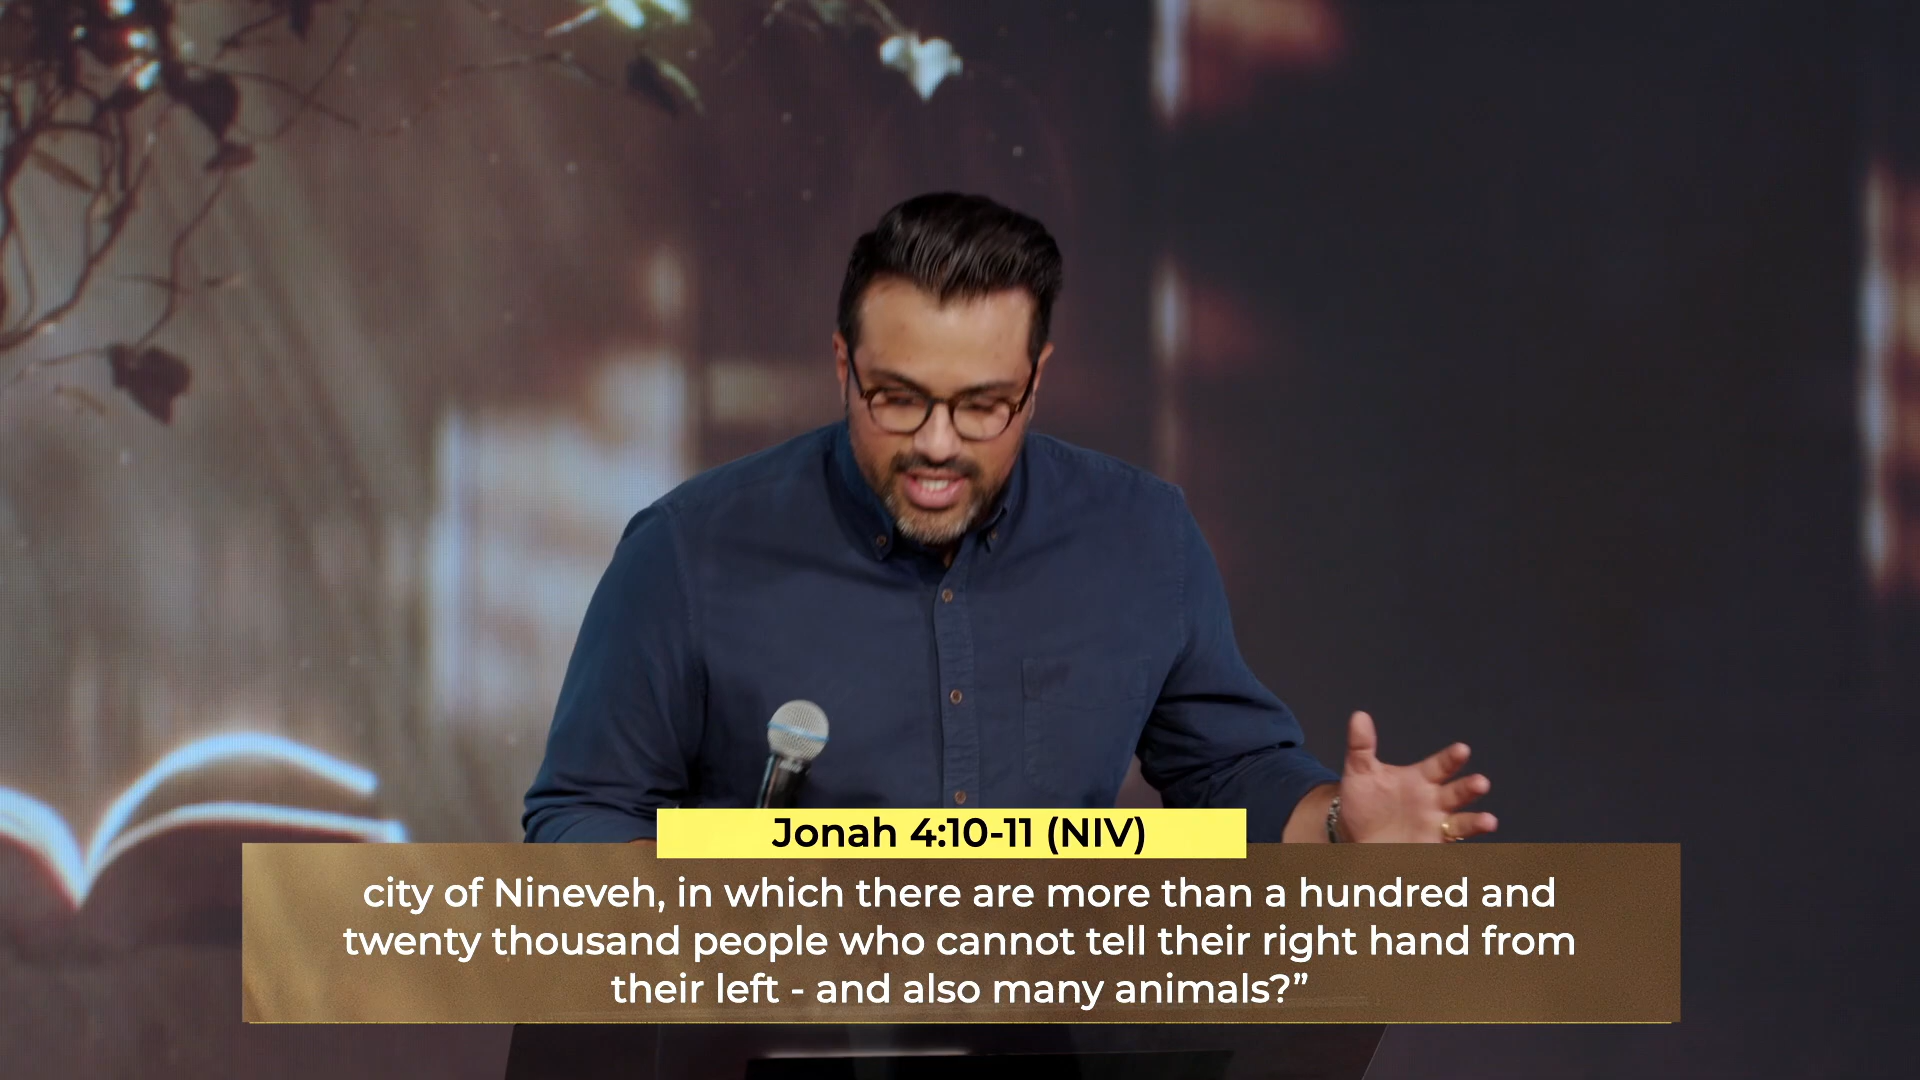 Jonah 4:10-11 (NIV)
city of Nineveh, in which there are more than a hundred and
twenty thousand people who cannot tell their right hand from
their left - and also many animals?”